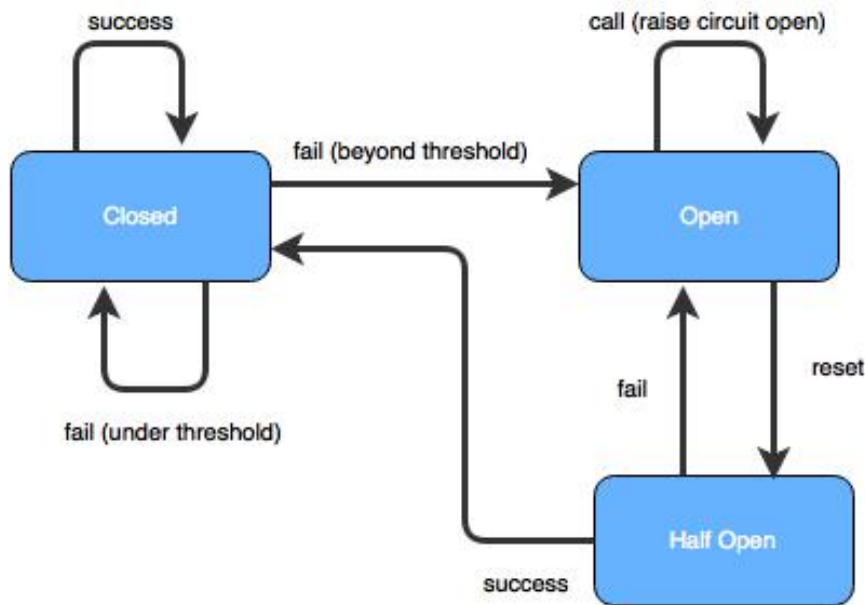 success
call (raise circuit open)
fail (beyond threshold)
Closed
Open
fail (under threshold)
fail
reset
Half Open
success